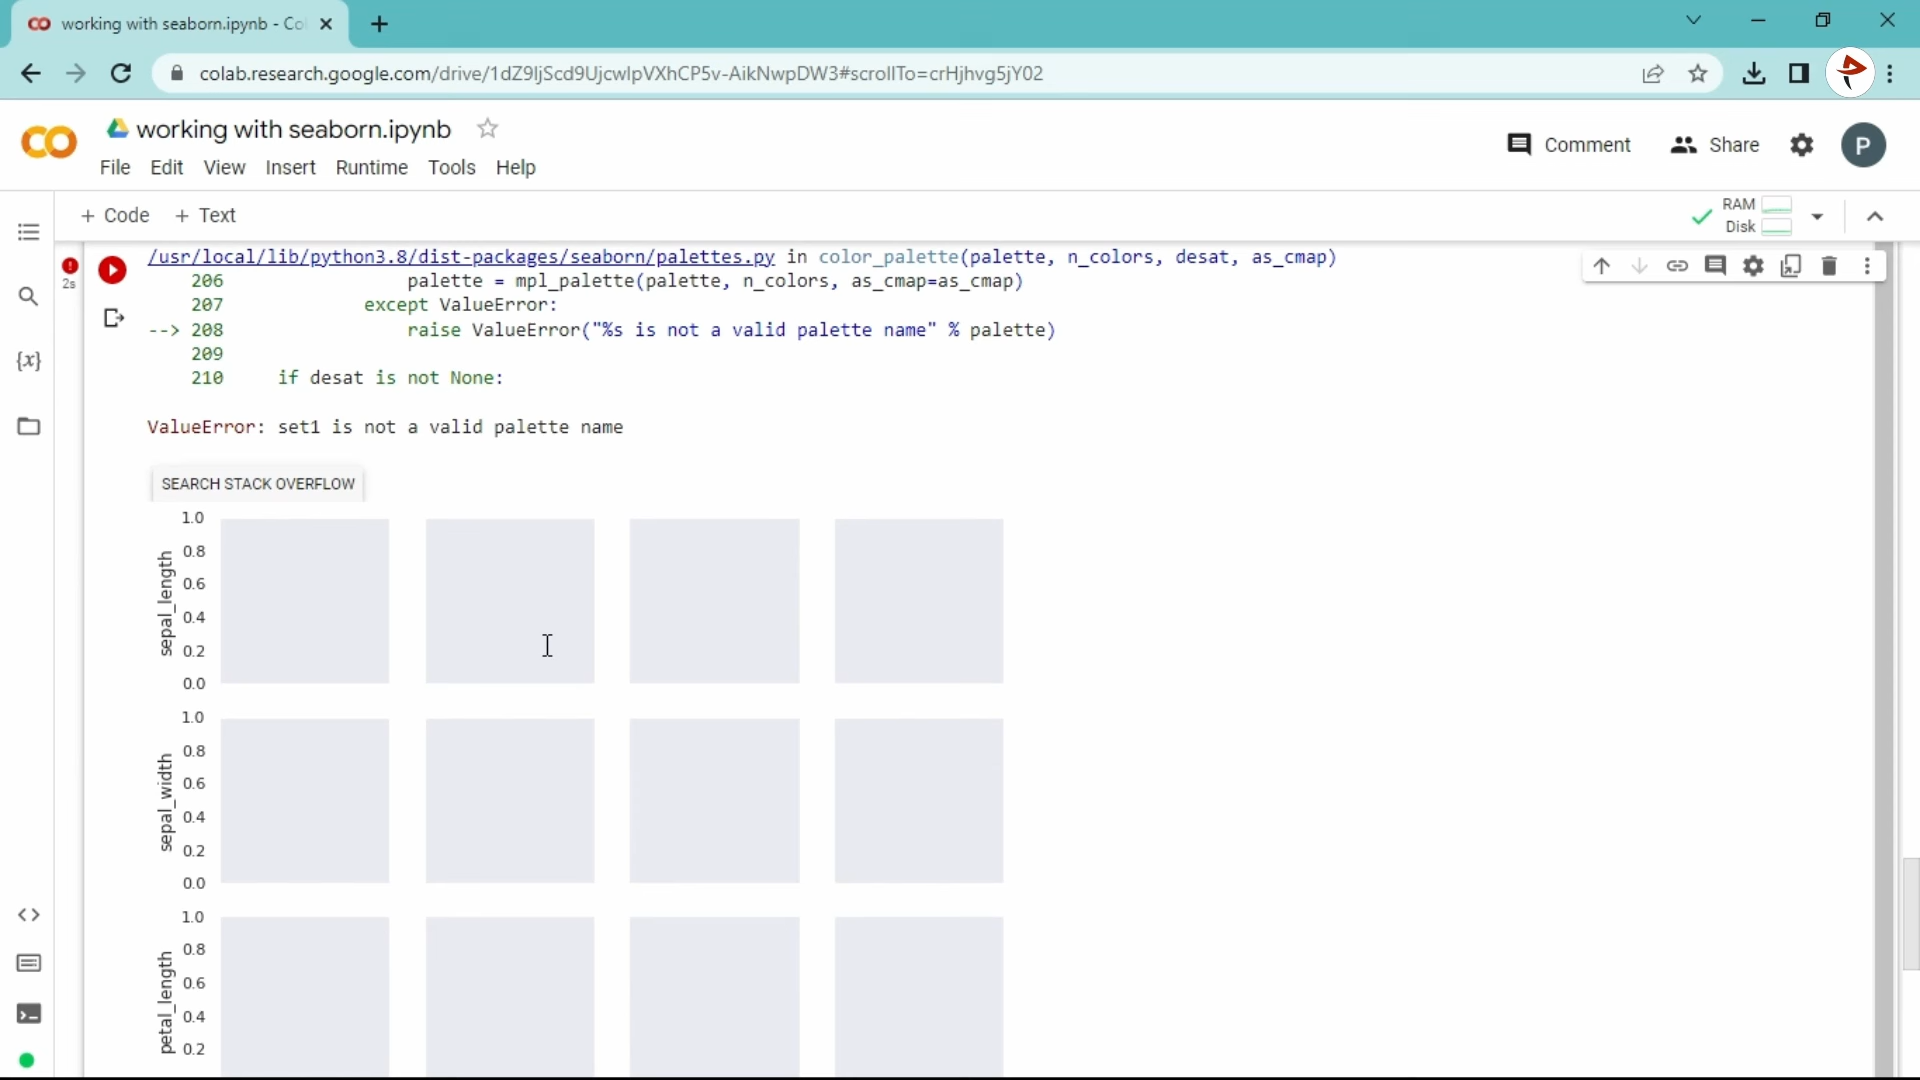 working with seaborn.ipynb - Co
colab.research.google.com/drive/1dZ9IjScd9UjcwIpVXhCP5v-AikNwpDW3#scrollTo=crHjhvg5jY02
working with seaborn.ipynb
File Edit View Insert Runtime Tools Help
Comment
Share
P
+ Code + Text
RAM
Disk
2s
/usr/local/lib/python3.8/dist-packages/seaborn/palettes.py in color_palette(palette, n_colors, desat, as_cmap)
206 palette = mpl_palette(palette, n_colors, as_cmap=as_cmap)
207 except ValueError:
--> 208 raise ValueError("%s is not a valid palette name" % palette)
209
210 if desat is not None:
ValueError: set1 is not a valid palette name
SEARCH STACK OVERFLOW
1.0
0.8
0.6
0.4
0.2
0.0
sepal_length
1.0
0.8
0.6
0.4
0.2
0.0
sepal_width
1.0
0.8
0.6
0.4
0.2
petal_length